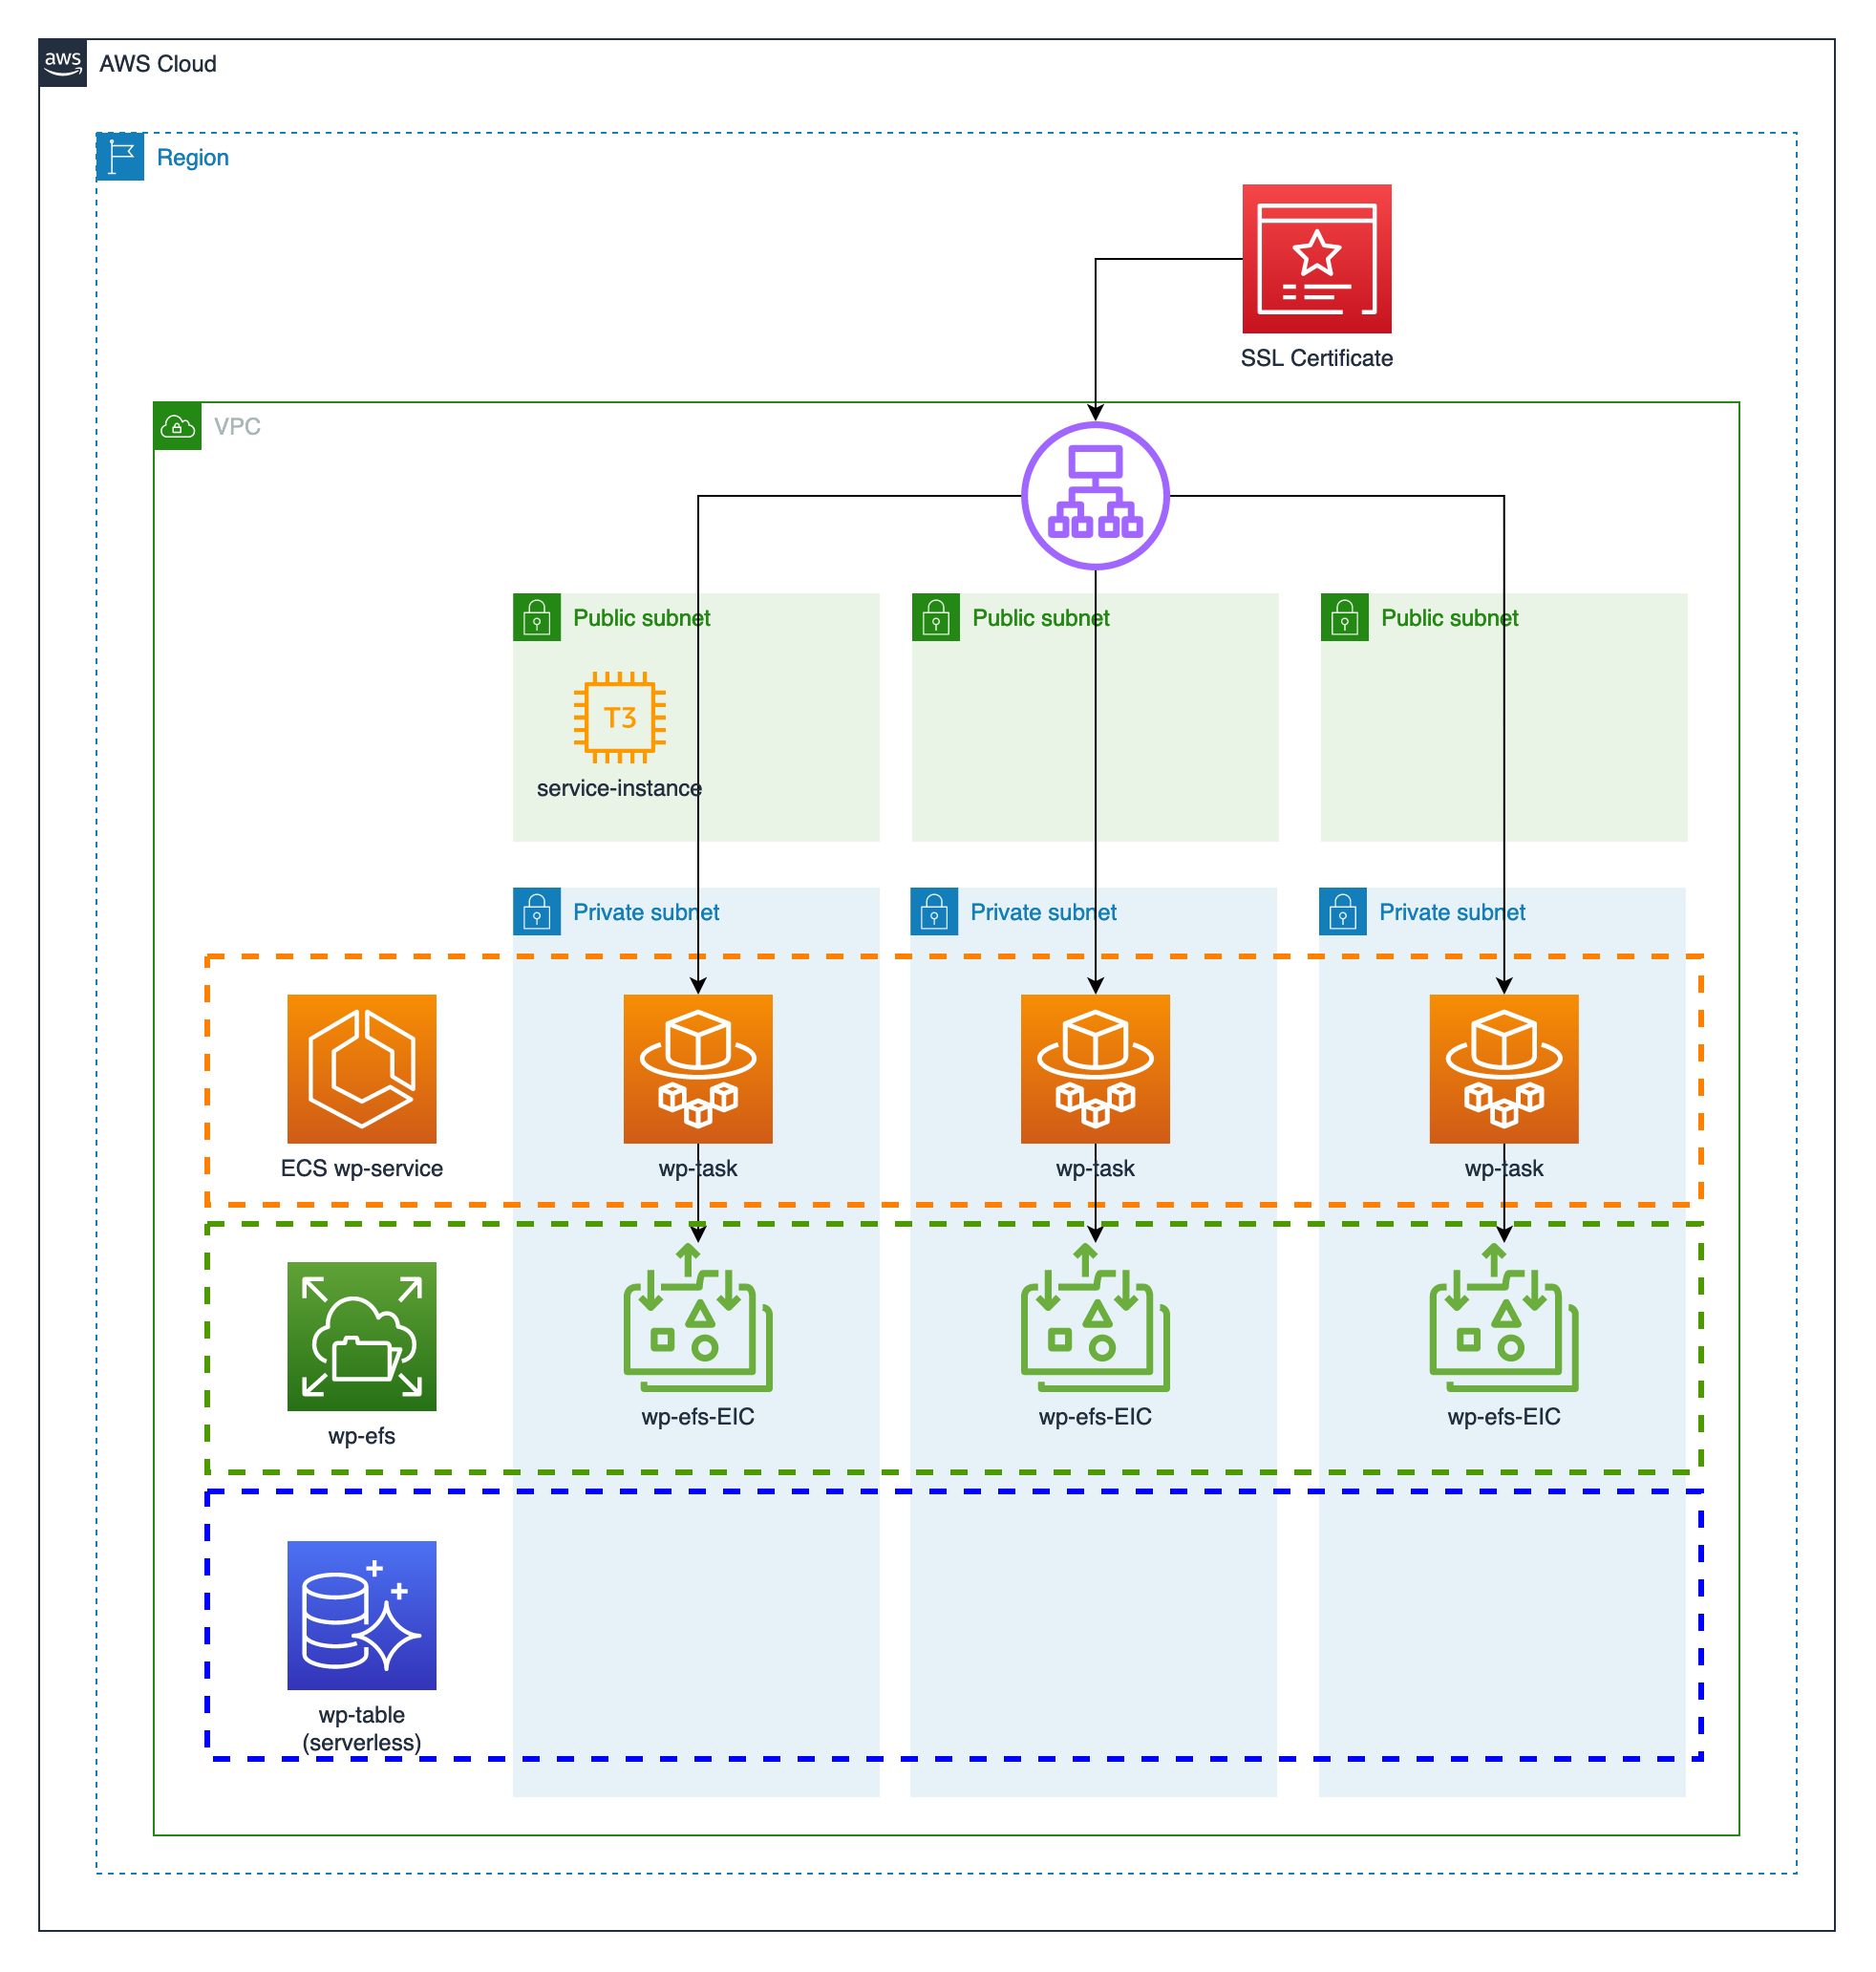 aws
AWS Cloud
Region
SSL Certificate
VPC
Public subnet
Public subnet
Public subnet
T3
service-instance
Private subnet
Private subnet
Private subnet
ECS wp-service
wp-task
wp-task
wp-task
wp-efs
wp-efs-EIC
wp-efs-EIC
wp-efs-EIC
wp-table
(serverless)